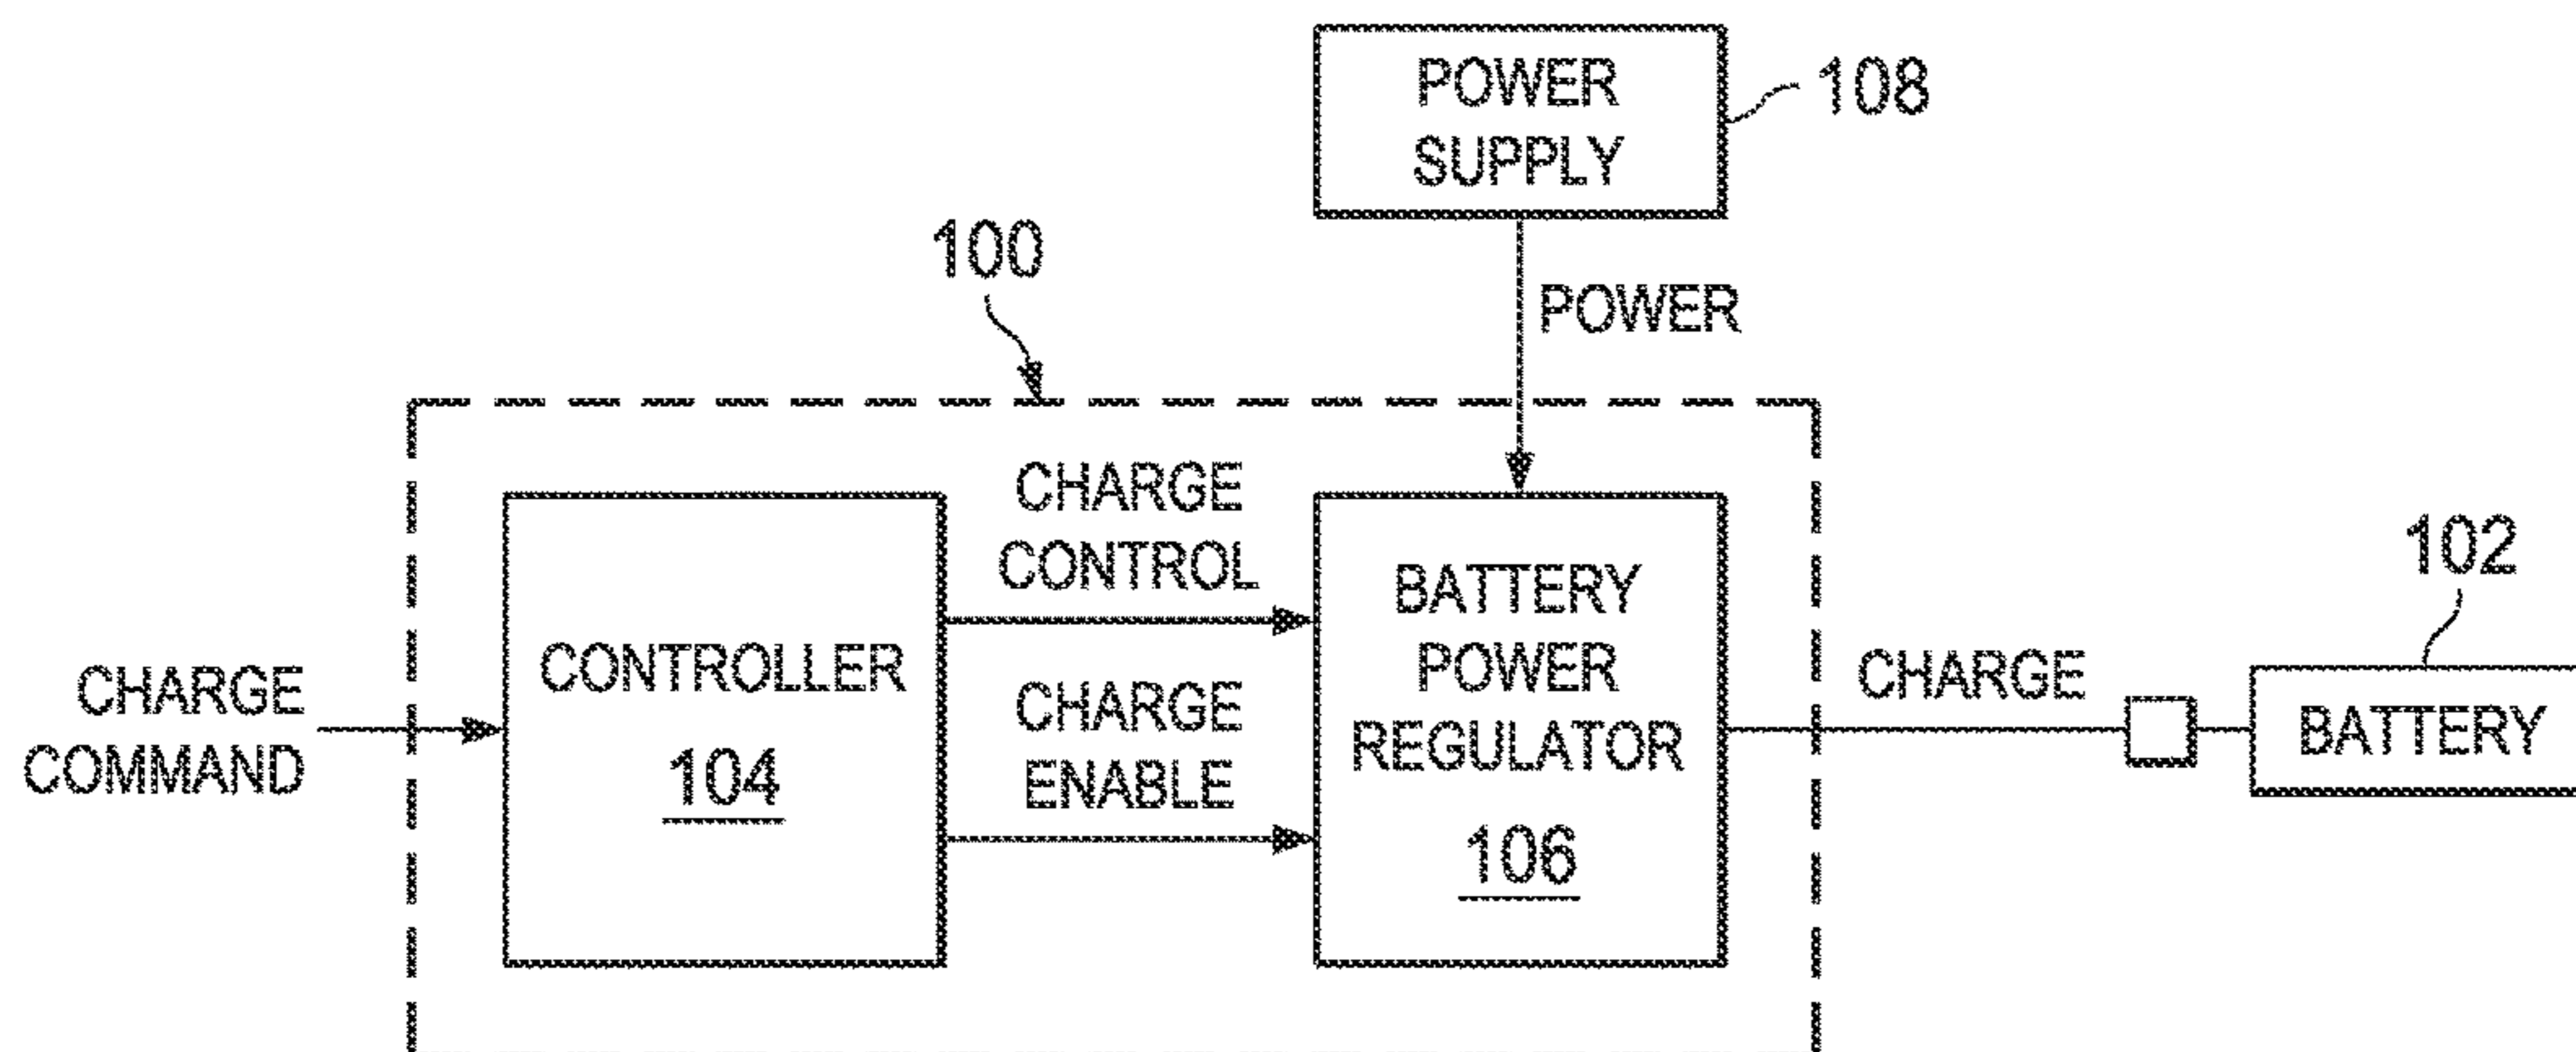 POWER
SUPPLY
108
100
POWER
CHARGE
CONTROL
CHARGE
ENABLE
CHARGE
COMMAND
CONTROLLER
104
BATTERY
POWER
REGULATOR
106
CHARGE
102
BATTERY